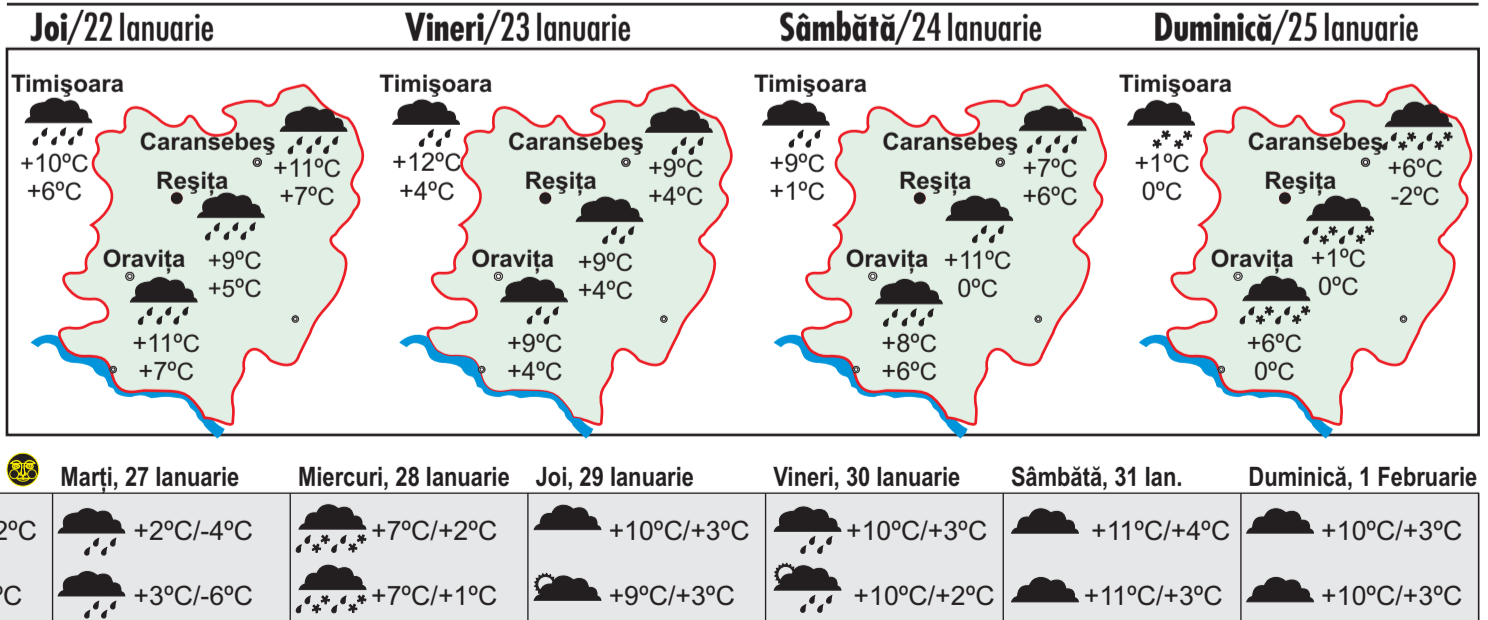 Joi/22 Ianuarie
Vineri/23 Ianuarie
Sâmbătă/24 Ianuarie
Duminică/25 Ianuarie
Timişoara
+10ºC
+6ºC
Caransebeş
+11ºC
+7ºC
Reşiţa
+9ºC
+5ºC
Oraviţa
+11ºC
+7ºC
Timişoara
+12ºC
+4ºC
Caransebeş
+9ºC
+4ºC
Reşiţa
+9ºC
+4ºC
Oraviţa
+9ºC
+4ºC
Timişoara
+9ºC
+1ºC
Caransebeş
+7ºC
+6ºC
Reşiţa
+11ºC
0ºC
Oraviţa
+8ºC
+6ºC
Timişoara
+1ºC
0ºC
Caransebeş
+6ºC
-2ºC
Reşiţa
+1ºC
0ºC
Oraviţa
+6ºC
0ºC
Marţi, 27 Ianuarie Miercuri, 28 Ianuarie Joi, 29 Ianuarie Vineri, 30 Ianuarie Sâmbătă, 31 Ian. Duminică, 1 Februarie
2ºC +2ºC/-4ºC +7ºC/+2ºC +10ºC/+3ºC +10ºC/+3ºC +11ºC/+4ºC +10ºC/+3ºC
ºC +3ºC/-6ºC +7ºC/+1ºC +9ºC/+3ºC +10ºC/+2ºC +11ºC/+3ºC +10ºC/+3ºC